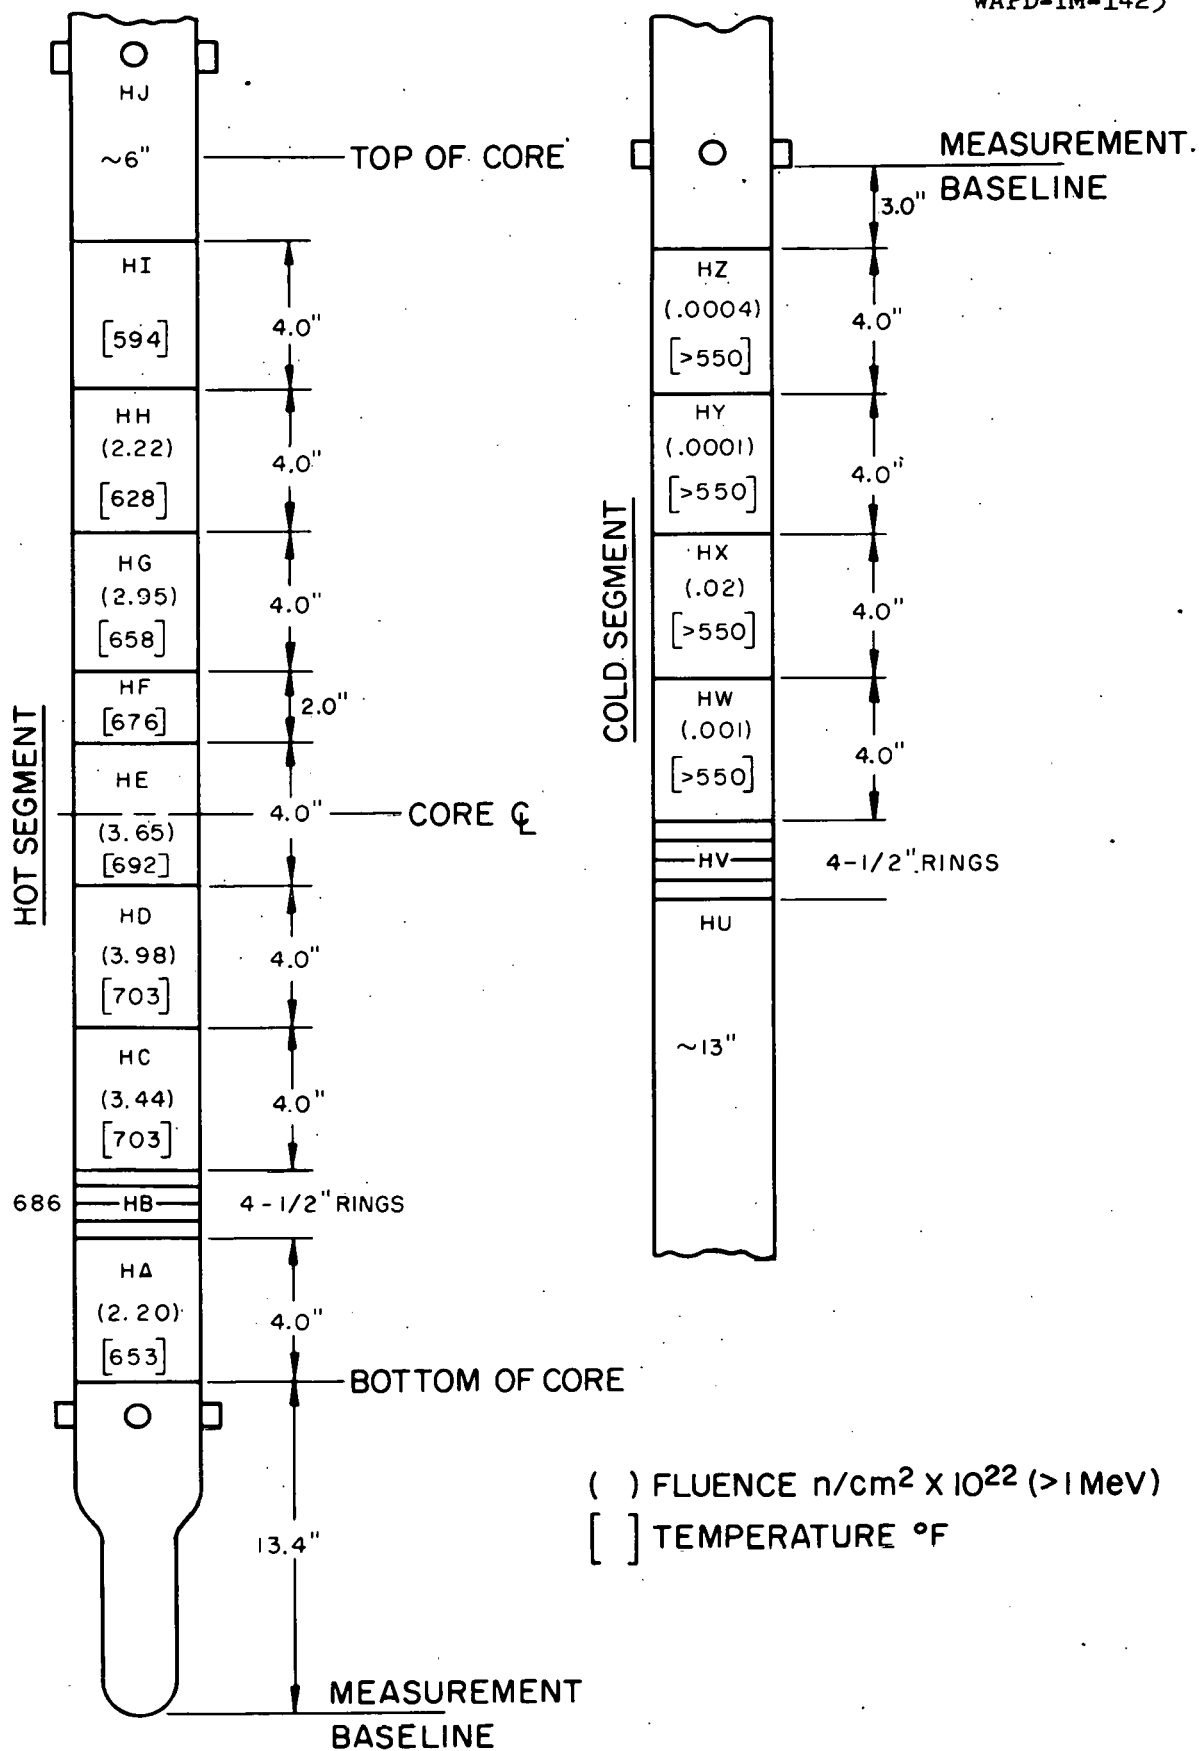 HJ
~6"
TOP OF CORE
HI
[594]
4.0"
HH
(2.22)
[628]
4.0"
HG
(2.95)
[658]
4.0"
HF
[676]
2.0"
HE
(3.65)
[692]
4.0"
CORE ℄
HD
(3.98)
[703]
4.0"
HC
(3.44)
[703]
4.0"
686
HB
4-1/2" RINGS
HA
(2.20)
[653]
4.0"
BOTTOM OF CORE
13.4"
MEASUREMENT
BASELINE
HOT SEGMENT
MEASUREMENT
BASELINE
3.0"
HZ
(.0004)
[>550]
4.0"
HY
(.0001)
[>550]
4.0"
HX
(.02)
[>550]
4.0"
HW
(.001)
[>550]
4.0"
HV
4-1/2" RINGS
HU
~13"
COLD SEGMENT
( ) FLUENCE n/cm² X 10²² (>1 MeV)
[ ] TEMPERATURE °F